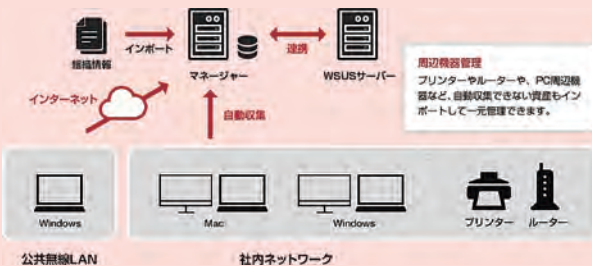 インポート
連携
組織情報
マネージャー
WSUSサーバー
周辺機器管理
プリンターやルーターや、PC周辺機
器など、自動収集できない資産もイン
ポートして一元管理できます。
インターネット
自動収集
Windows
Mac
Windows
プリンター
ルーター
公共無線LAN
社内ネットワーク